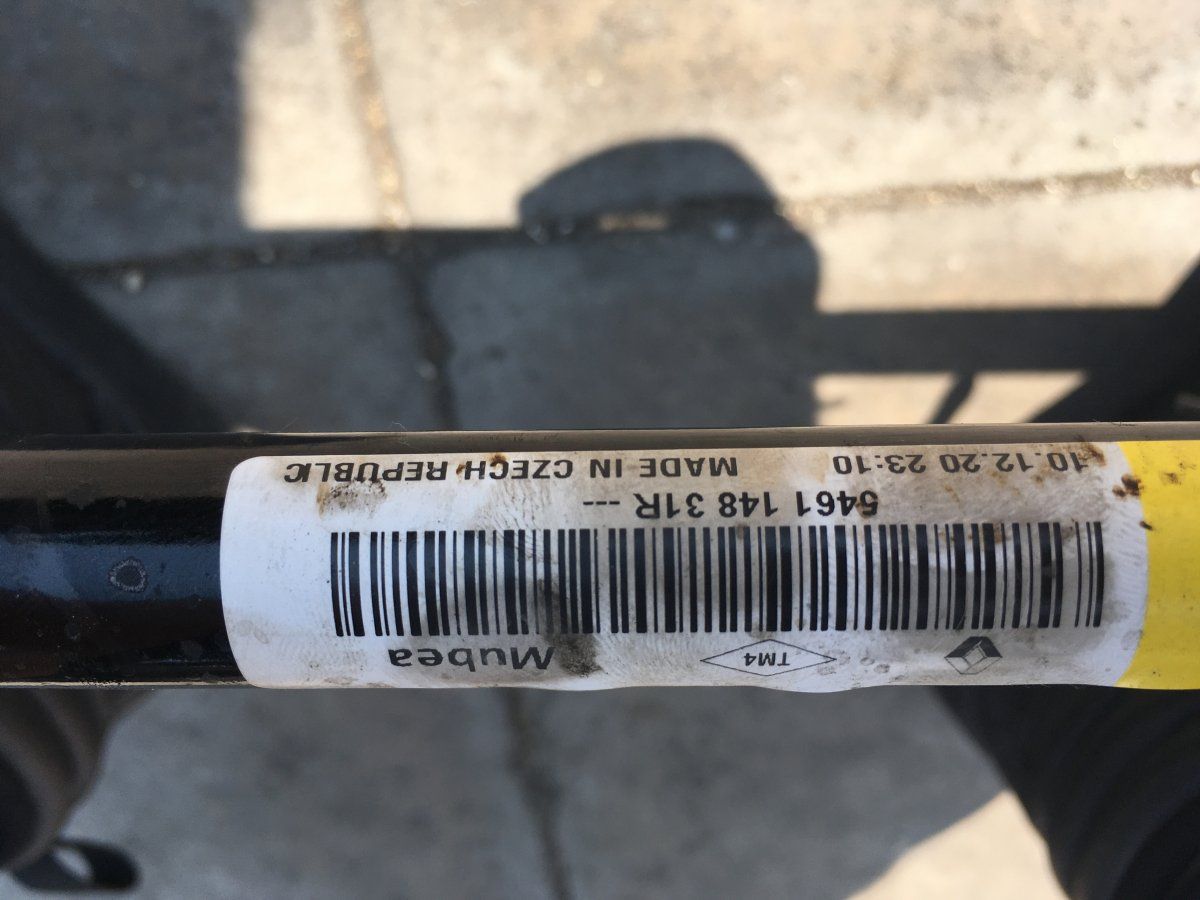 Mubea TM4
5461 148 31R ---
10.12.20 23:10 MADE IN CZECH REPUBLIC